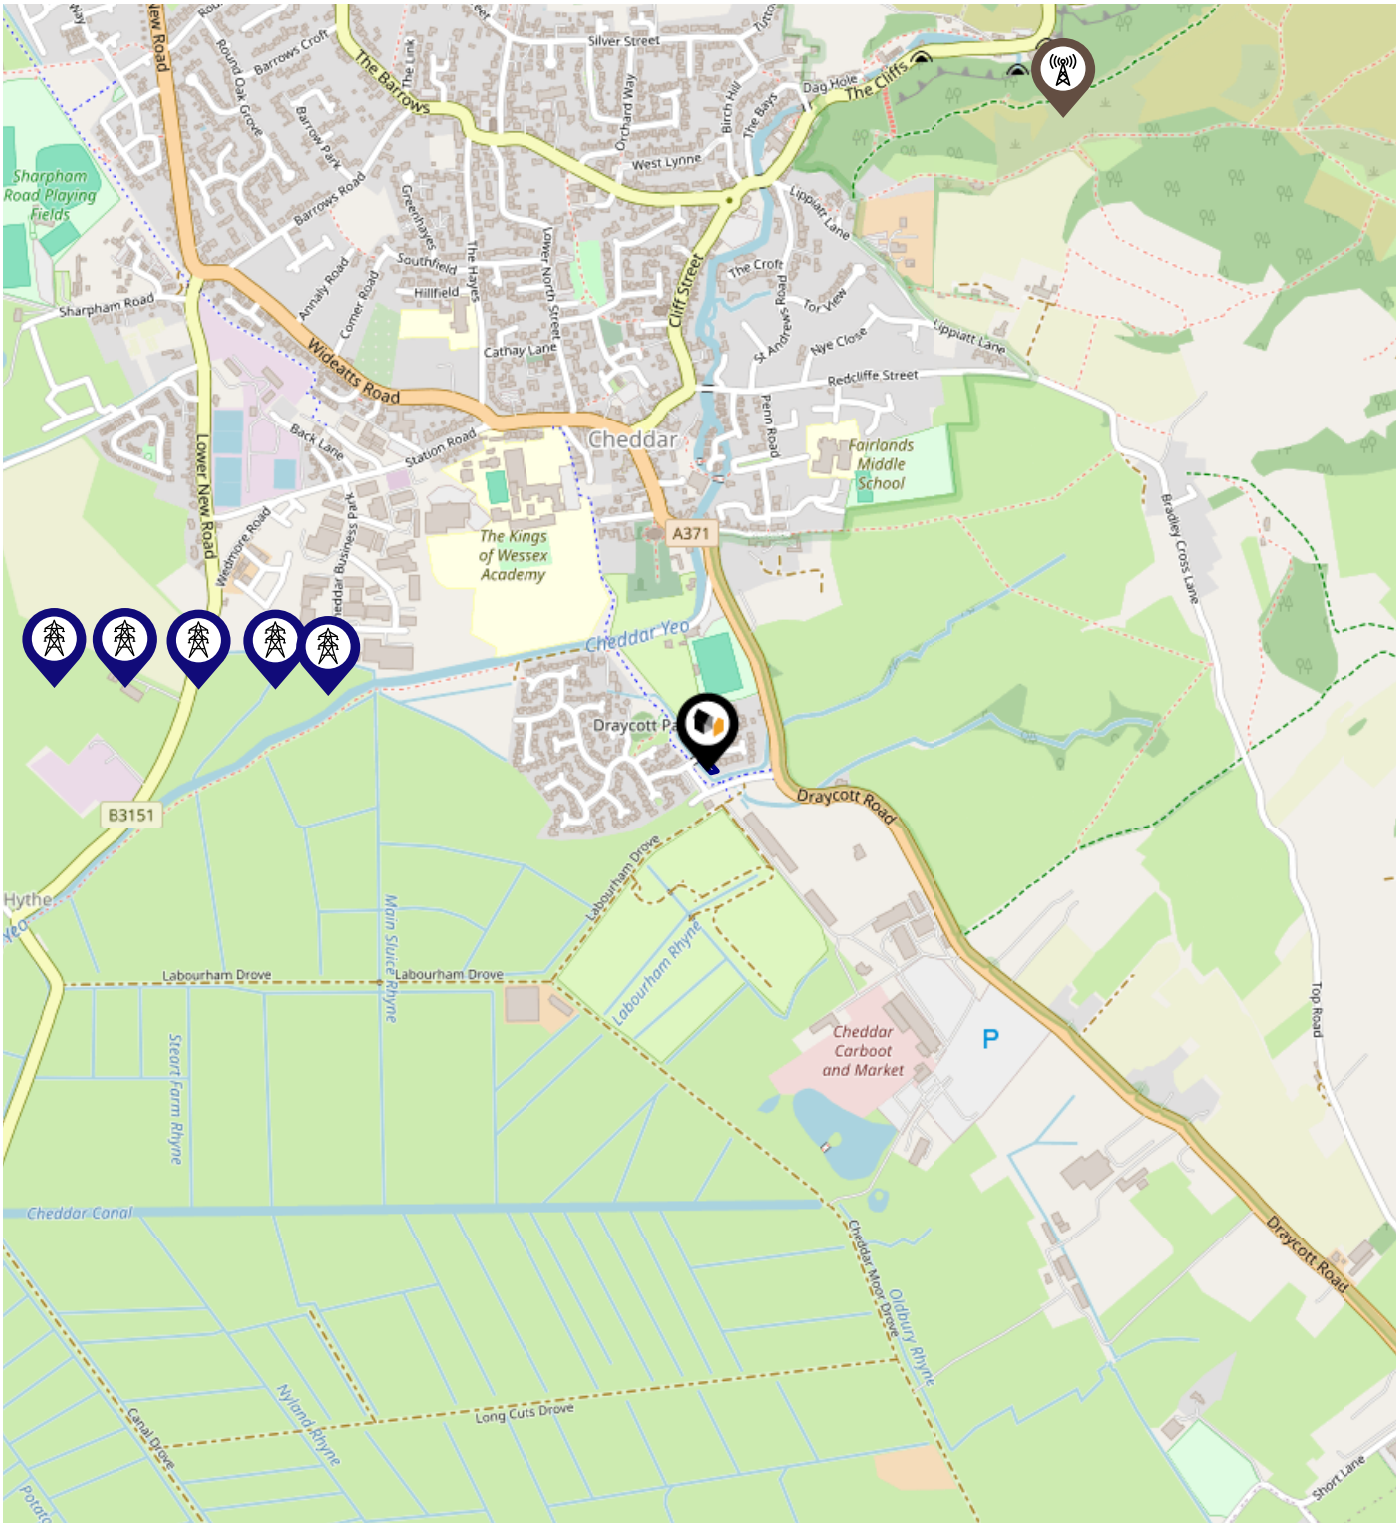 New Road
Round Oak Grove
Barrows Croft
The Link
The Barrows
Silver Street
Orchard Way
Birch Hill
The Bays
Dag Hole
The Cliffs
Barrow Park
West Lynne
Sharpham
Road Playing
Fields
Barrows Road
Greenhayes
Lippiatt Lane
The Hayes
Lower North Street
Southfield
The Croft
Annaly Road
Comer Road
Hillfield
Cliff Street
St Andrews Road
Tor View
Sharpham Road
Wideatts Road
Cathay Lane
Nye Close
Lippiatt Lane
Redcliffe Street
Lower New Road
Back Lane
Station Road
Cheddar
Penn Road
Fairlands
Middle
School
Bradley Cross Lane
Wedmore Road
Cheddar Business Park
The Kings
of Wessex
Academy
A371
Cheddar Yeo
Draycott Pa
Draycott Road
B3151
Hythe
Yeo
Main Sluice Rhyne
Labourham Drove
Labourham Rhyne
Labourham Drove
Labourham Drove
Top Road
Steart Farm Rhyne
Cheddar
Carboot
and Market
P
Cheddar Canal
Cheddar Moor Drove
Oldbury Rhyne
Draycott Road
Canal Drove
Nyland Rhyne
Long Cuts Drove
Short Lane